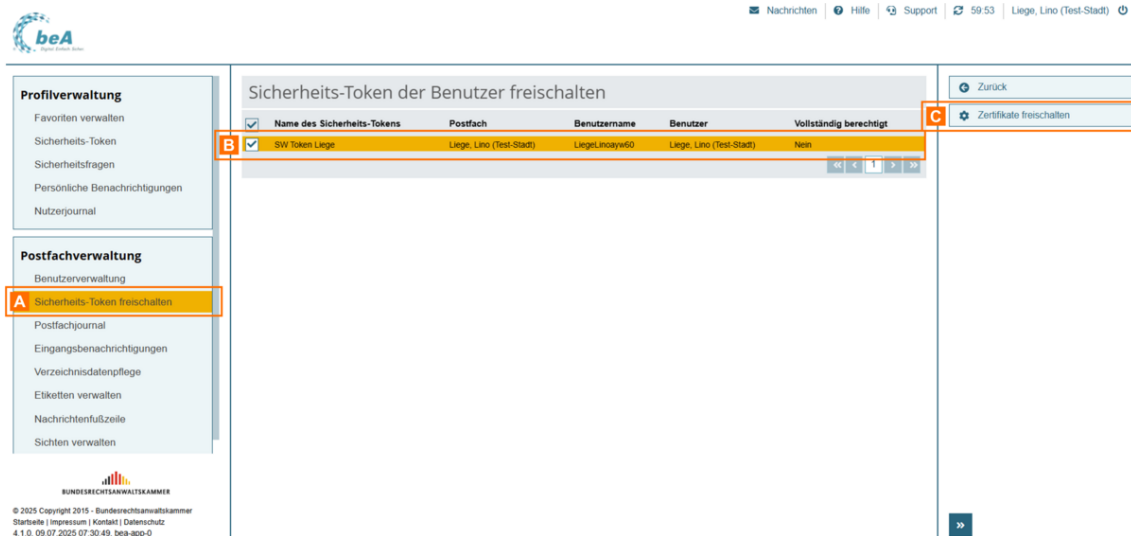 Nachrichten Hilfe Support 59:53 Liege, Lino (Test-Stadt)
beA
Profilverwaltung
Favoriten verwalten
Sicherheits-Token
Sicherheitsfragen
Persönliche Benachrichtigungen
Nutzerjournal
Postfachverwaltung
Benutzerverwaltung
A Sicherheits-Token freischalten
Postfachjournal
Eingangsbenachrichtigungen
Verzeichnisdatenpflege
Etiketten verwalten
Nachrichtenfußzeile
Sichten verwalten
BUNDESRECHTSANWALTSKAMMER
© 2025 Copyright 2015 - Bundesrechtsanwaltskammer
Startseite | Impressum | Kontakt | Datenschutz
4.1.0, 09.07.2025 07:30:49, bea-app-0
Sicherheits-Token der Benutzer freischalten
Name des Sicherheits-Tokens Postfach Benutzername Benutzer Vollständig berechtigt
B SW Token Liege Liege, Lino (Test-Stadt) LiegeLinoayw60 Liege, Lino (Test-Stadt) Nein
« < 1 > »
Zurück
C Zertifikate freischalten
»